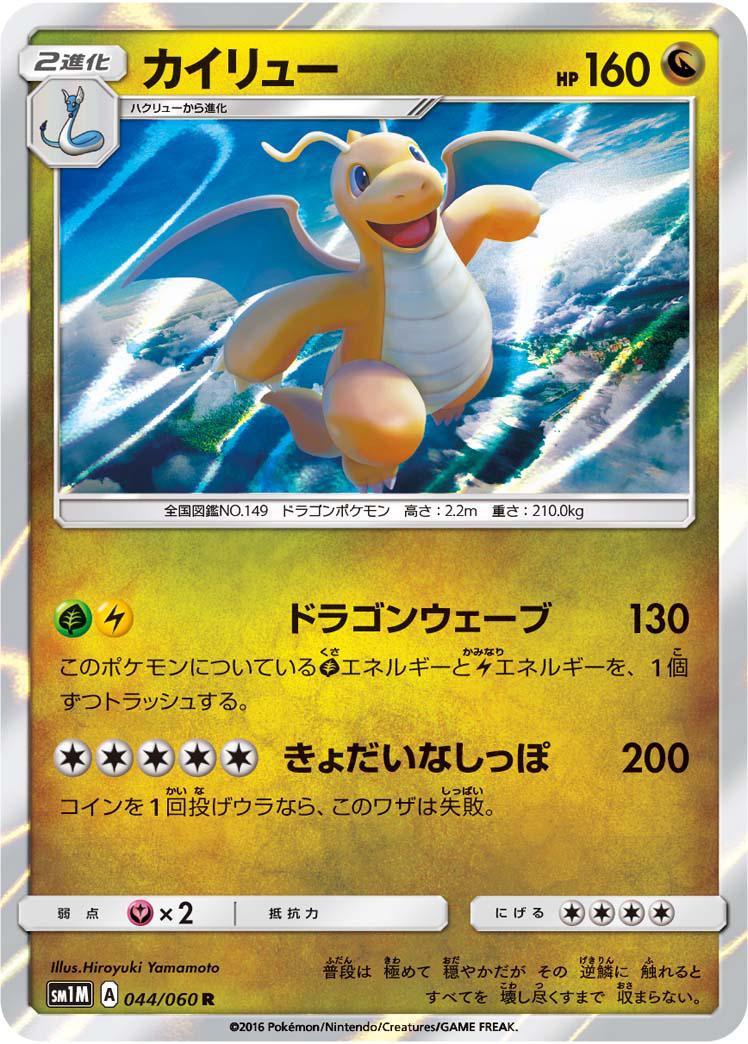 2進化
カイリュー
HP 160
ハクリューから進化
全国図鑑NO.149 ドラゴンポケモン 高さ:2.2m 重さ:210.0kg
ドラゴンウェーブ 130
このポケモンについているエネルギーとエネルギーを、1個
ずつトラッシュする。
きょだいなしっぽ 200
コインを1回投げウラなら、このワザは失敗。
弱点 ×2 抵抗力 にげる
Illus.Hiroyuki Yamamoto
普段は 極めて 穏やかだが その 逆鱗に 触れると
すべてを 壊し尽くすまで 収まらない。
SM1M A 044/060 R
©2016 Pokémon/Nintendo/Creatures/GAME FREAK.